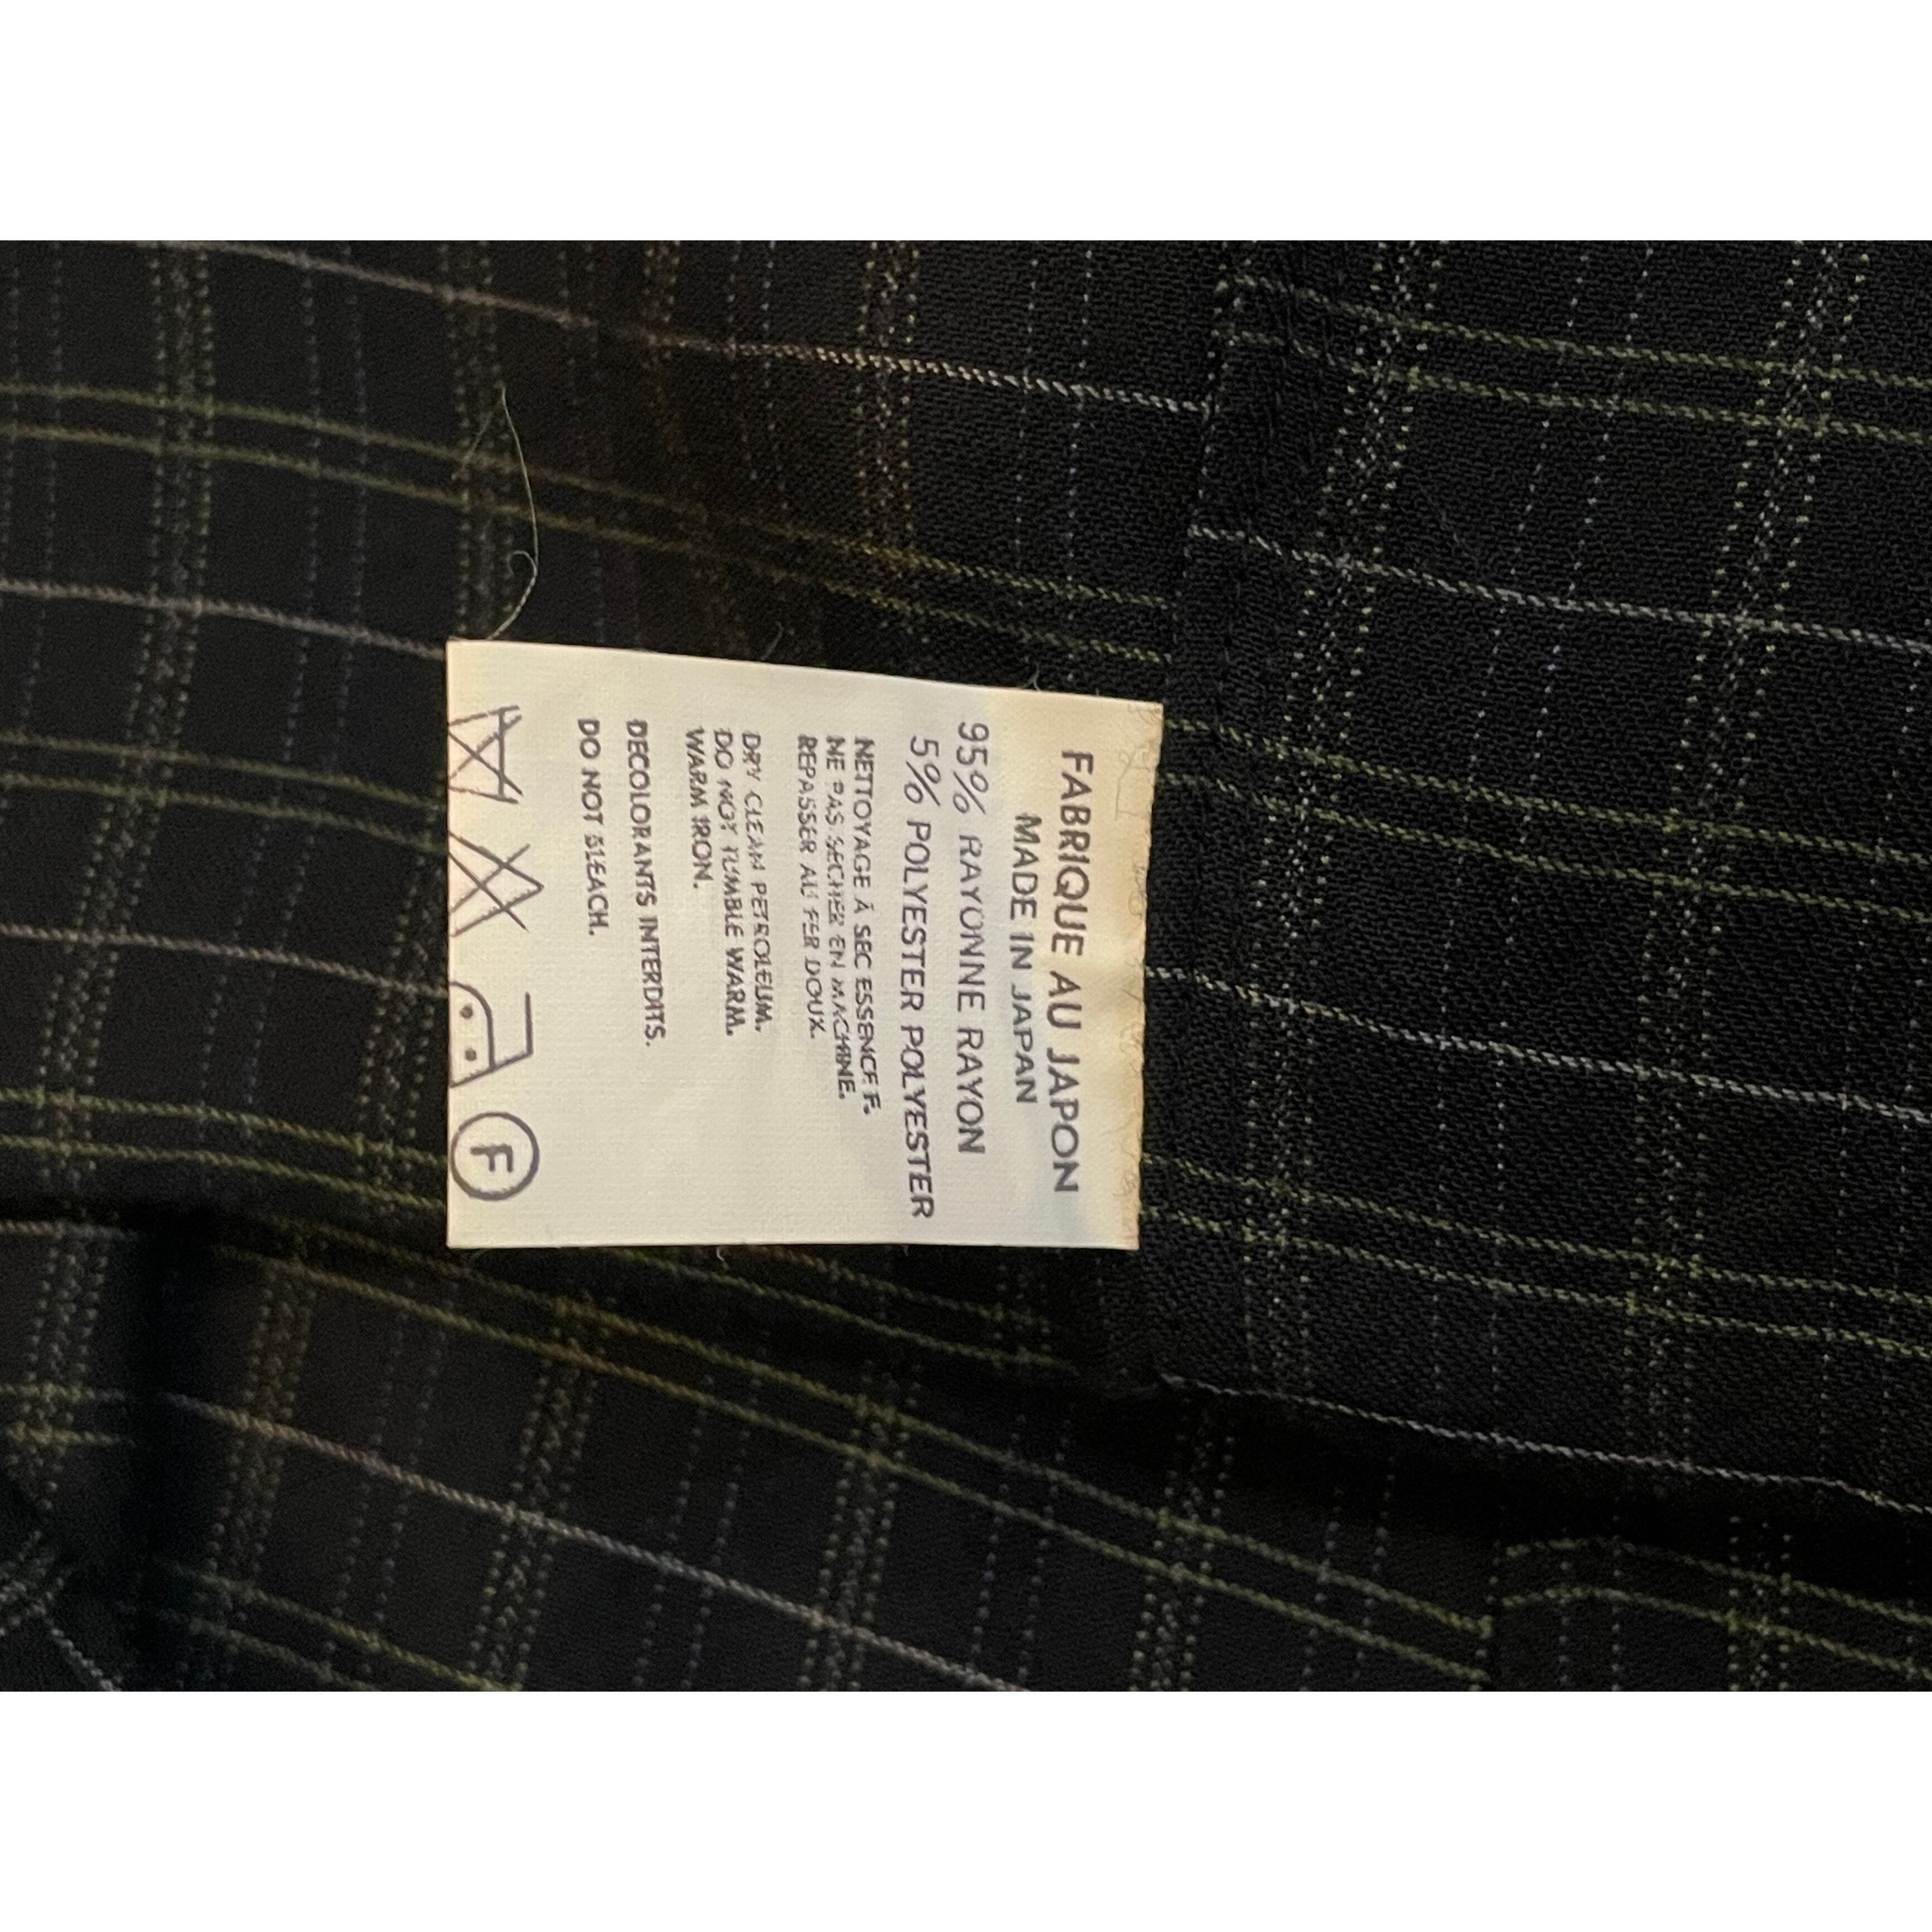 FABRIQUE AU JAPON
MADE IN JAPAN
95% RAYONNE RAYON
5% POLYESTER POLYESTER
NETTOYAGE À SEC ESSENCE F.
NE PAS SECHER EN MACHINE.
REPASSER AU FER DOUX.
DRY CLEAN PETROLEUM.
DO NOT TUMBLE WARM.
WARM IRON.
DECOLORANTS INTERDITS.
DO NOT BLEACH.
F